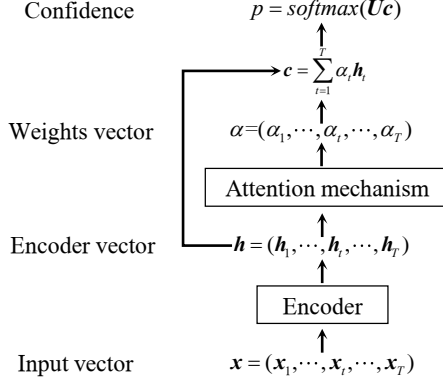 Confidence p = softmax(Uc)
c = ∑_{t=1}^{T} α_t h_t
Weights vector α=(α_1,⋯,α_t,⋯,α_T)
Attention mechanism
Encoder vector h = (h_1,⋯,h_t,⋯,h_T)
Encoder
Input vector x = (x_1,⋯,x_t,⋯,x_T)